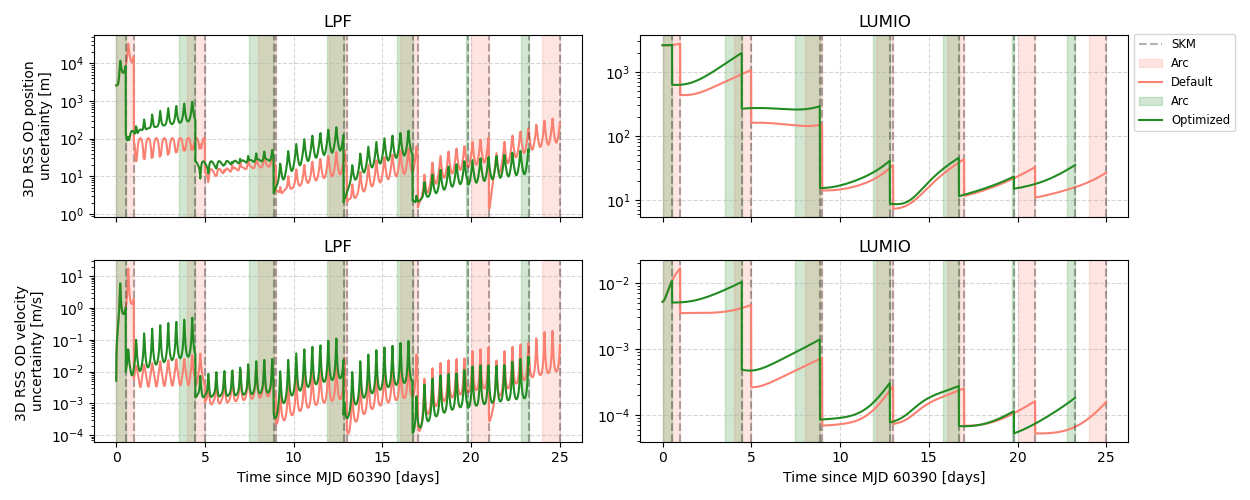 LPF
LUMIO
3D RSS OD position
uncertainty [m]
10⁴
10³
10²
10¹
10⁰
10³
10²
10¹
SKM
Arc
Default
Arc
Optimized
LPF
LUMIO
3D RSS OD velocity
uncertainty [m/s]
10¹
10⁰
10⁻¹
10⁻²
10⁻³
10⁻⁴
10⁻²
10⁻³
10⁻⁴
0 5 10 15 20 25
0 5 10 15 20 25
Time since MJD 60390 [days]
Time since MJD 60390 [days]